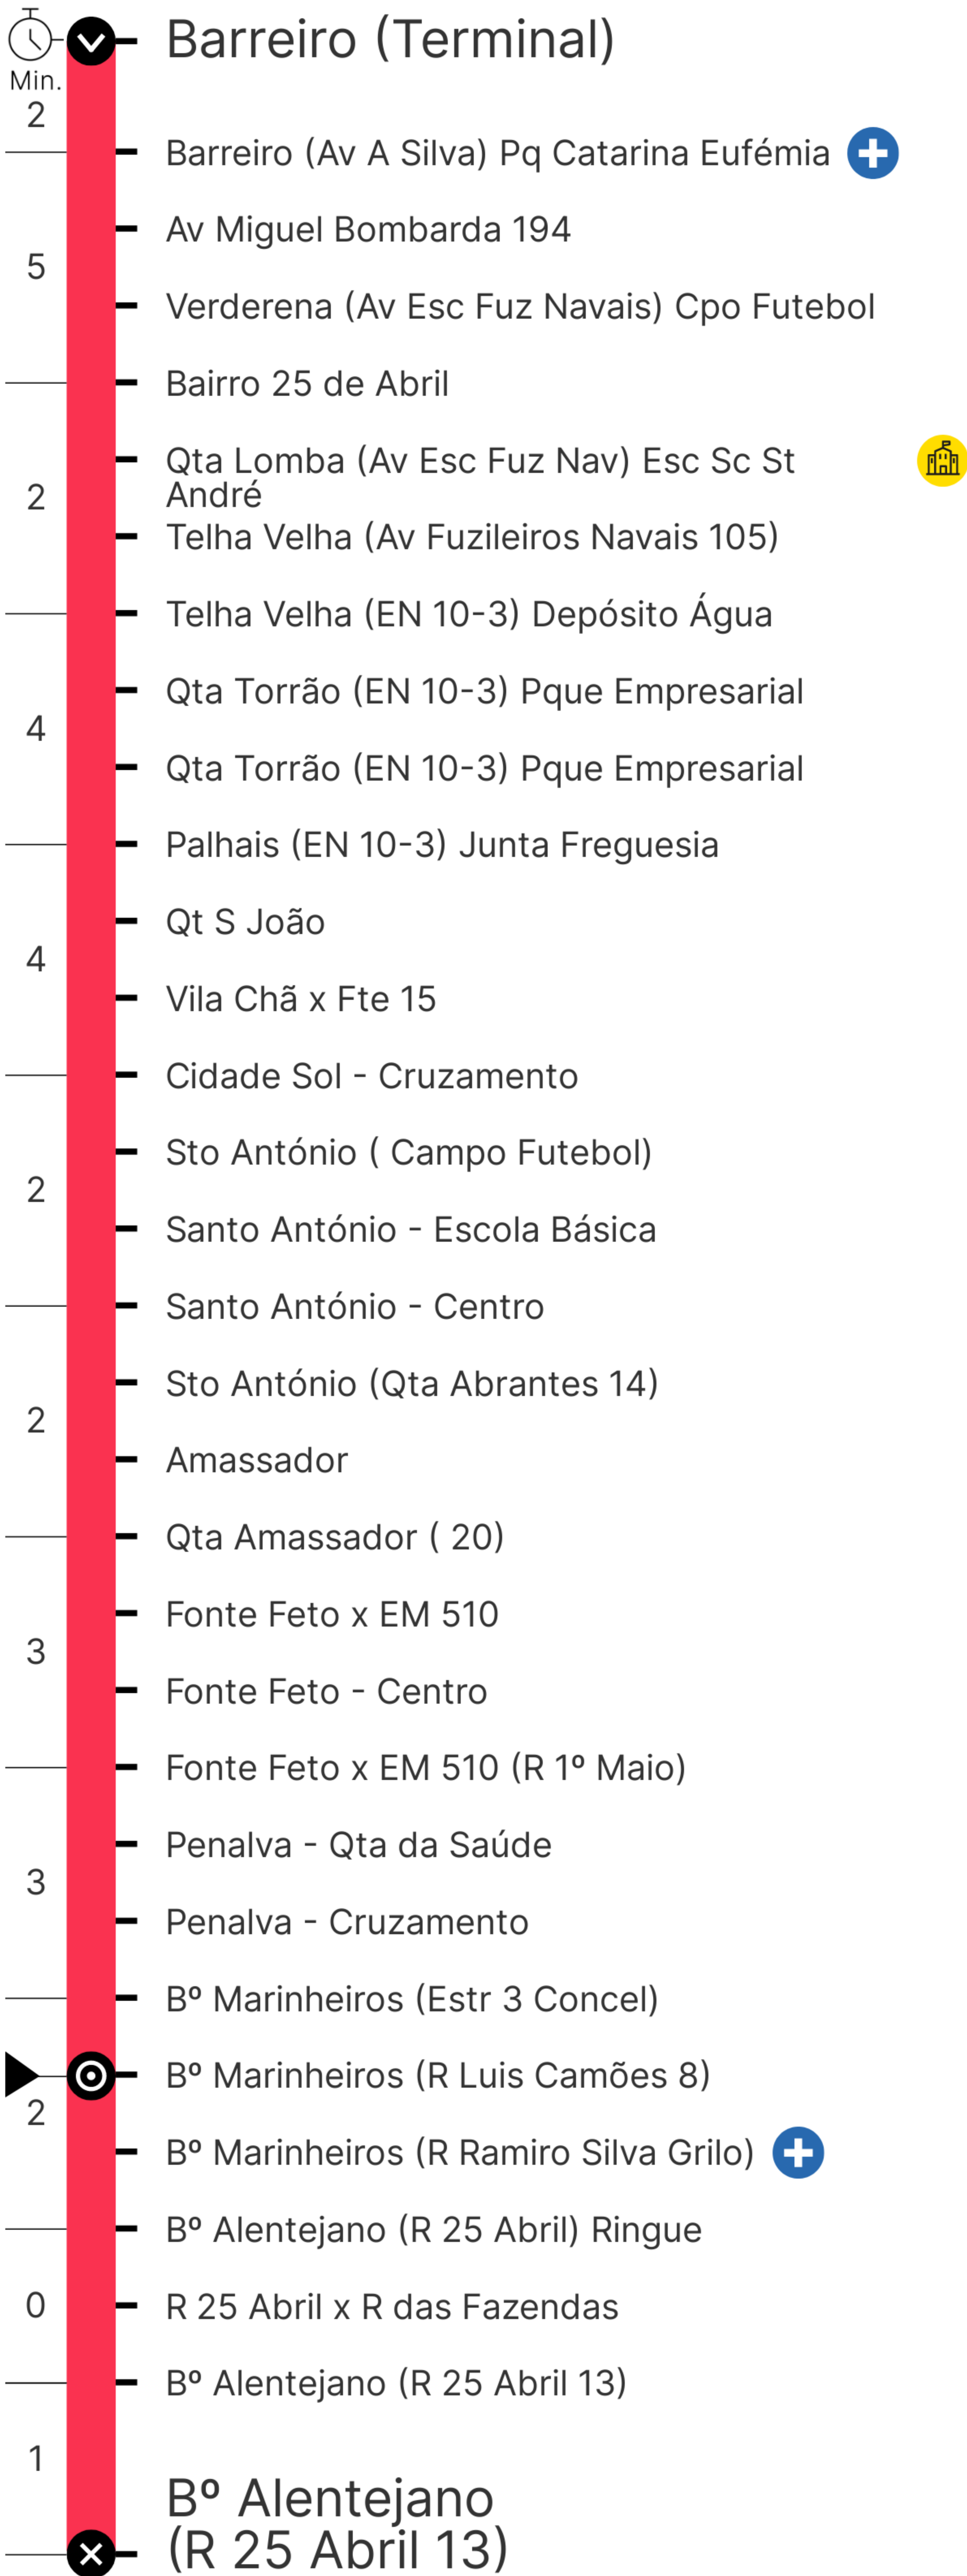 Barreiro (Terminal)
Min.
2
Barreiro (Av A Silva) Pq Catarina Eufémia
Av Miguel Bombarda 194
5
Verderena (Av Esc Fuz Navais) Cpo Futebol
Bairro 25 de Abril
Qta Lomba (Av Esc Fuz Nav) Esc Sc St
André
2
Telha Velha (Av Fuzileiros Navais 105)
Telha Velha (EN 10-3) Depósito Água
Qta Torrão (EN 10-3) Pque Empresarial
4
Qta Torrão (EN 10-3) Pque Empresarial
Palhais (EN 10-3) Junta Freguesia
Qt S João
4
Vila Chã x Fte 15
Cidade Sol - Cruzamento
Sto António ( Campo Futebol)
2
Santo António - Escola Básica
Santo António - Centro
Sto António (Qta Abrantes 14)
2
Amassador
Qta Amassador ( 20)
Fonte Feto x EM 510
3
Fonte Feto - Centro
Fonte Feto x EM 510 (R 1º Maio)
Penalva - Qta da Saúde
3
Penalva - Cruzamento
Bº Marinheiros (Estr 3 Concel)
Bº Marinheiros (R Luis Camões 8)
2
Bº Marinheiros (R Ramiro Silva Grilo)
Bº Alentejano (R 25 Abril) Ringue
0
R 25 Abril x R das Fazendas
Bº Alentejano (R 25 Abril 13)
1
Bº Alentejano
(R 25 Abril 13)